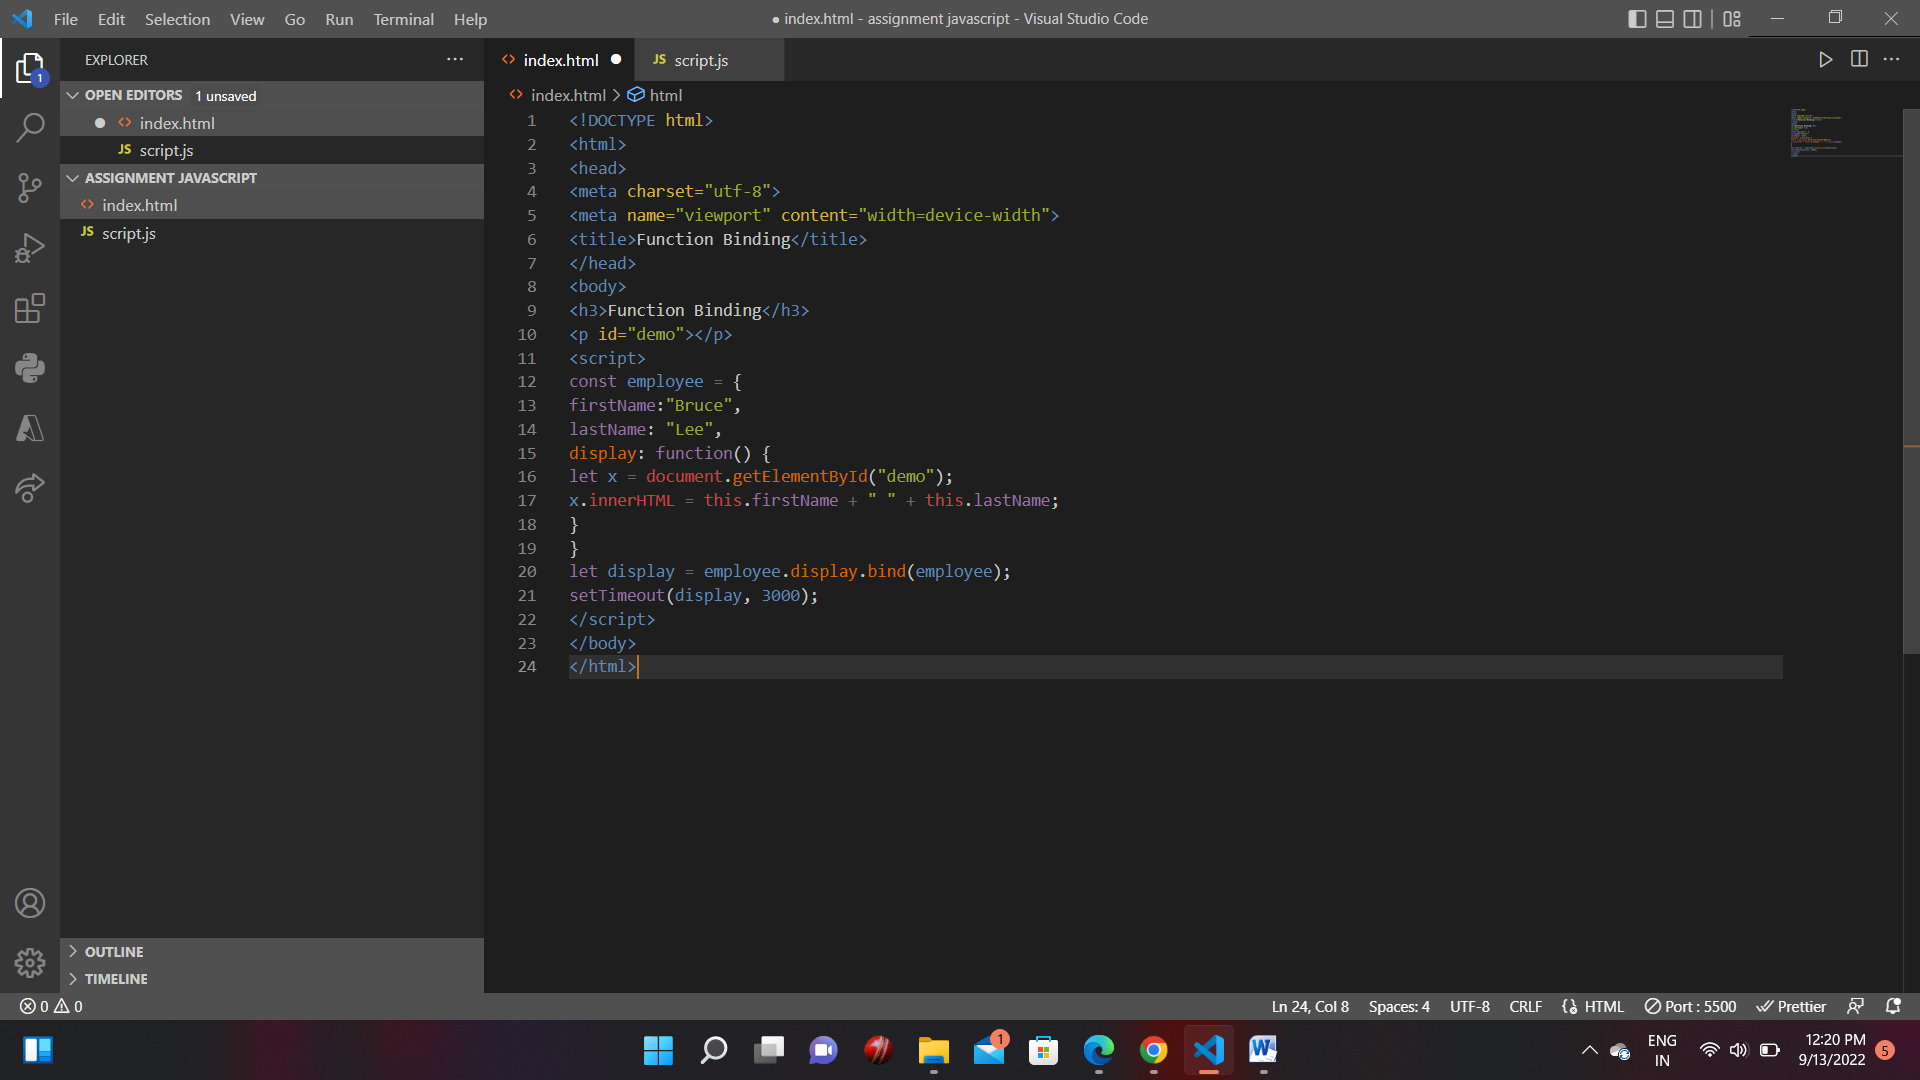 File Edit Selection View Go Run Terminal Help
● index.html - assignment javascript - Visual Studio Code
EXPLORER
OPEN EDITORS 1 unsaved
index.html
script.js
ASSIGNMENT JAVASCRIPT
index.html
JS script.js
OUTLINE
TIMELINE
1
index.html
JS script.js
index.html > html
1 <!DOCTYPE html>
2 <html>
3 <head>
4 <meta charset="utf-8">
5 <meta name="viewport" content="width=device-width">
6 <title>Function Binding</title>
7 </head>
8 <body>
9 <h3>Function Binding</h3>
10 <p id="demo"></p>
11 <script>
12 const employee = {
13 firstName:"Bruce",
14 lastName: "Lee",
15 display: function() {
16 let x = document.getElementById("demo");
17 x.innerHTML = this.firstName + " " + this.lastName;
18 }
19 }
20 let display = employee.display.bind(employee);
21 setTimeout(display, 3000);
22 </script>
23 </body>
24 </html>
0 0
Ln 24, Col 8 Spaces: 4 UTF-8 CRLF HTML Port : 5500 Prettier
1
W
ENG
IN
12:20 PM
9/13/2022
5